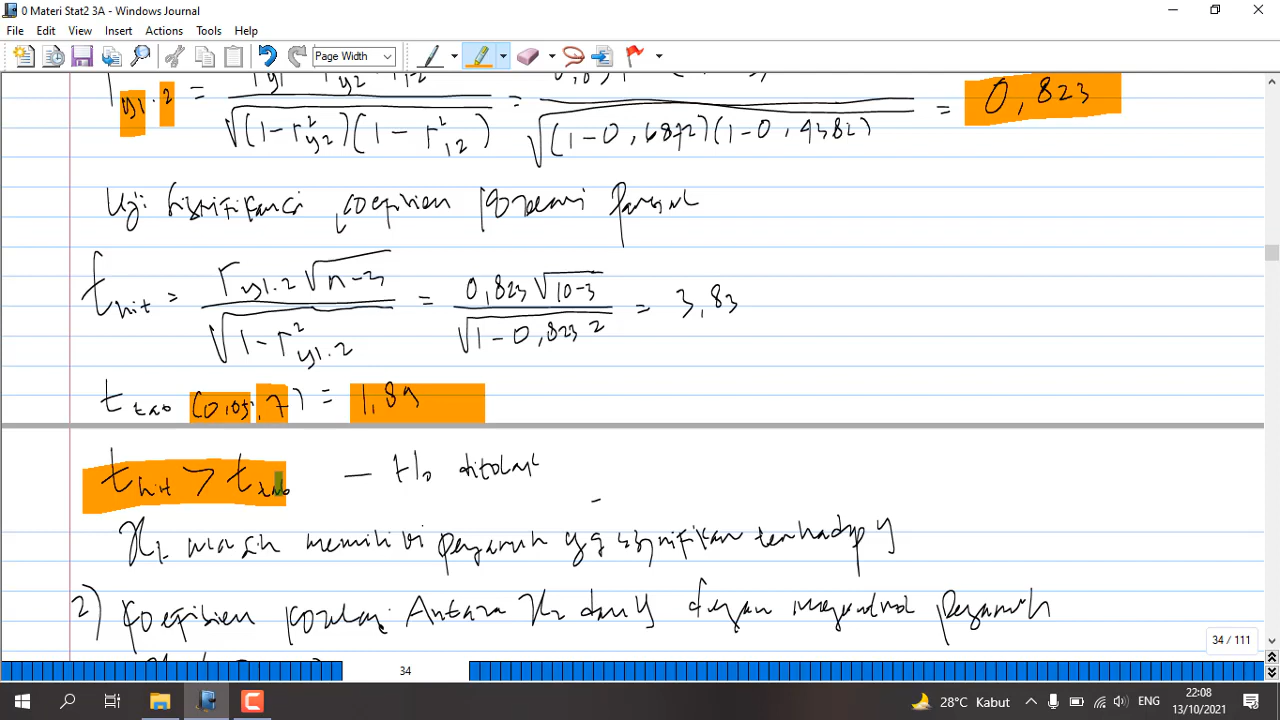 0 Materi Stat2 3A - Windows Journal
File Edit View Insert Actions Tools Help
Page Width
r y1.2 = = = 0,823
√(1-r²y2)(1-r²12) √(1-0,687²)(1-0,438²)
Uji Signifikansi koefisien korelasi Parsial
t hit = r y1.2 √n-3 / √1-r²y1.2 = 0,823 √10-3 / √1-0,823² = 3,83
t tab (0,05, 7) = 1,89
t hit > t tab — H0 ditolak
X1 masih memiliki pengaruh yg signifikan terhadap y
2) koefisien korelasi Antara X2 dan Y dengan mengontrol pengaruh
34 / 111
34
28°C Kabut ENG 22:08 13/10/2021